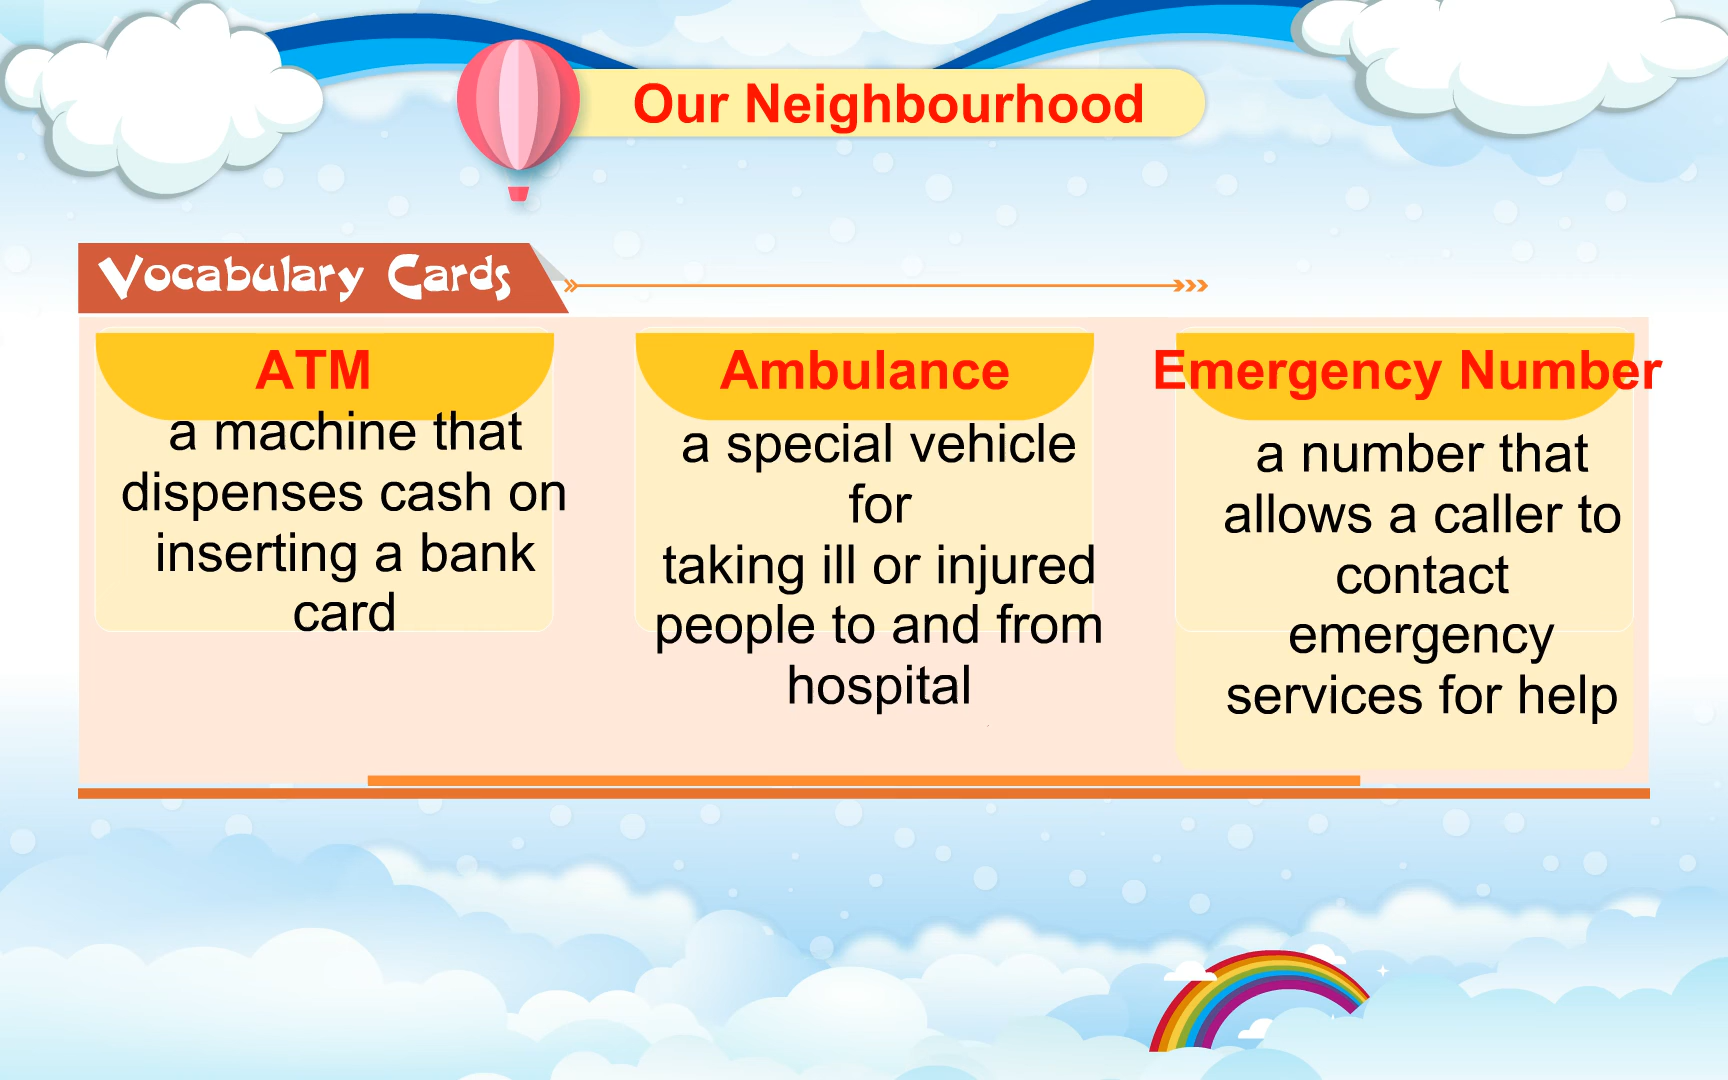 Our Neighbourhood
Vocabulary Cards
ATM
a machine that
dispenses cash on
inserting a bank
card
Ambulance
a special vehicle
for
taking ill or injured
people to and from
hospital
Emergency Number
a number that
allows a caller to
contact
emergency
services for help